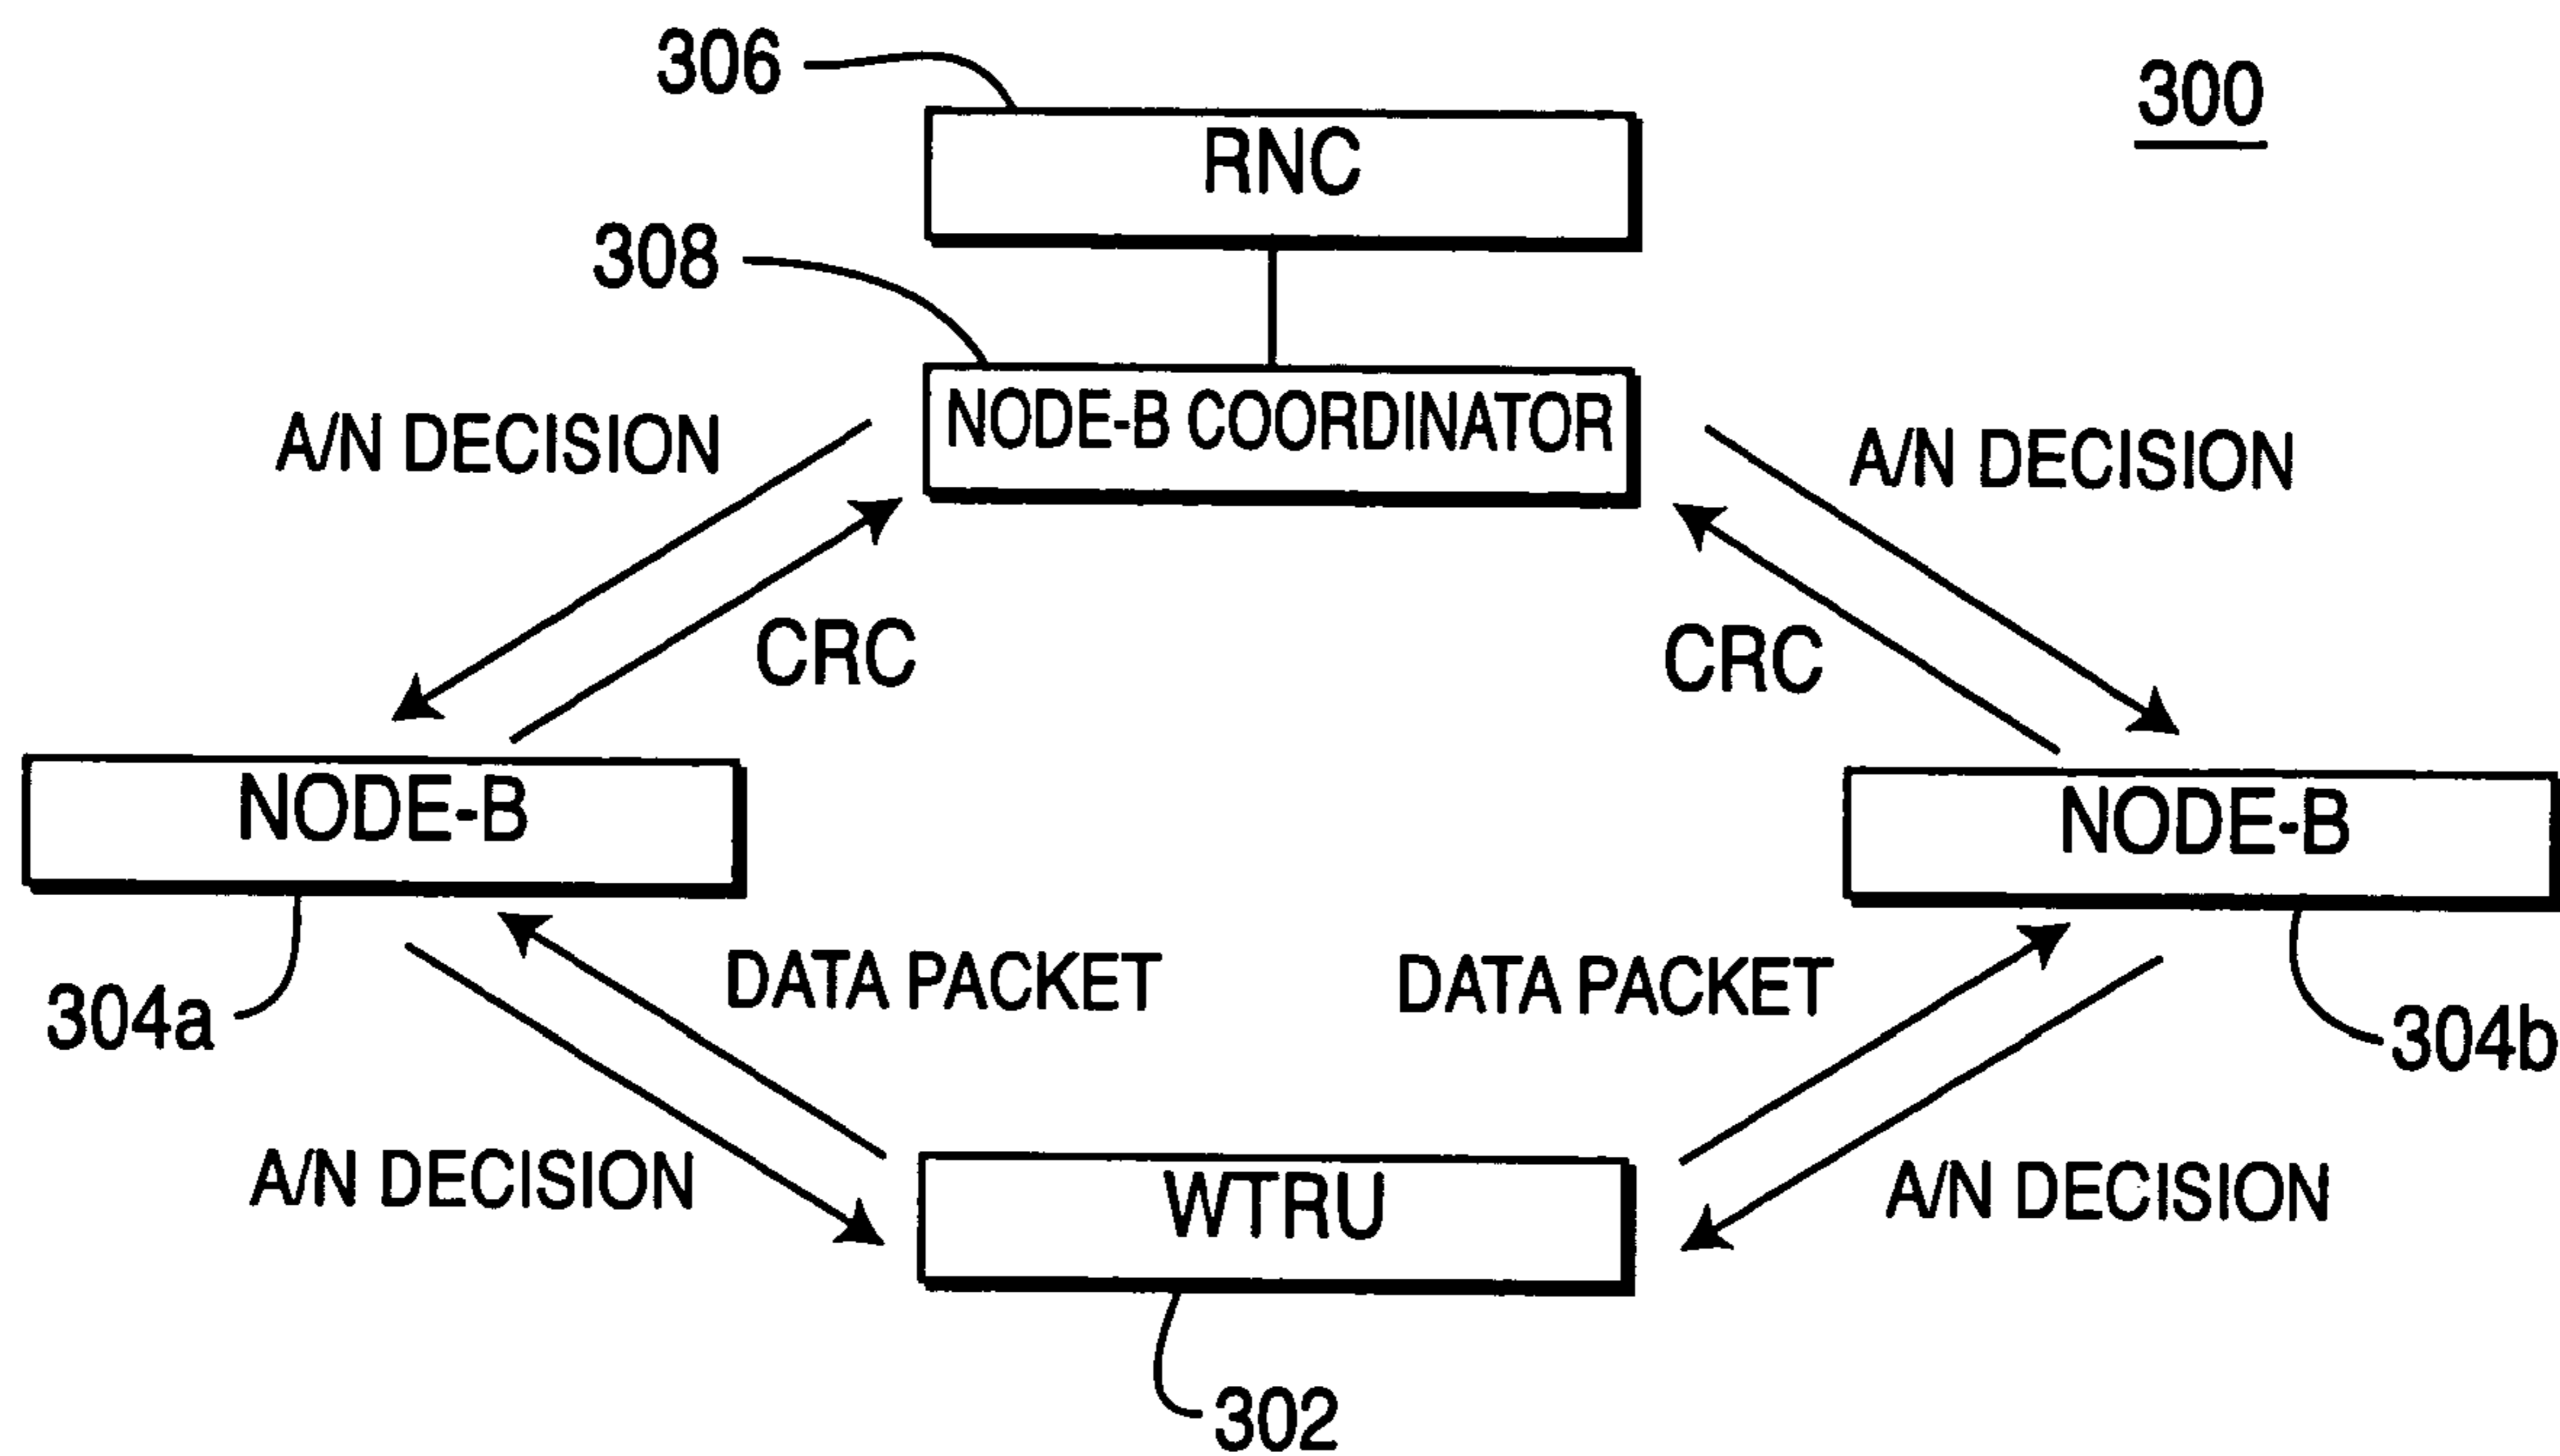 306
300
RNC
308
NODE-B COORDINATOR
A/N DECISION
A/N DECISION
CRC
CRC
NODE-B
NODE-B
304a
DATA PACKET
DATA PACKET
304b
A/N DECISION
WTRU
A/N DECISION
302